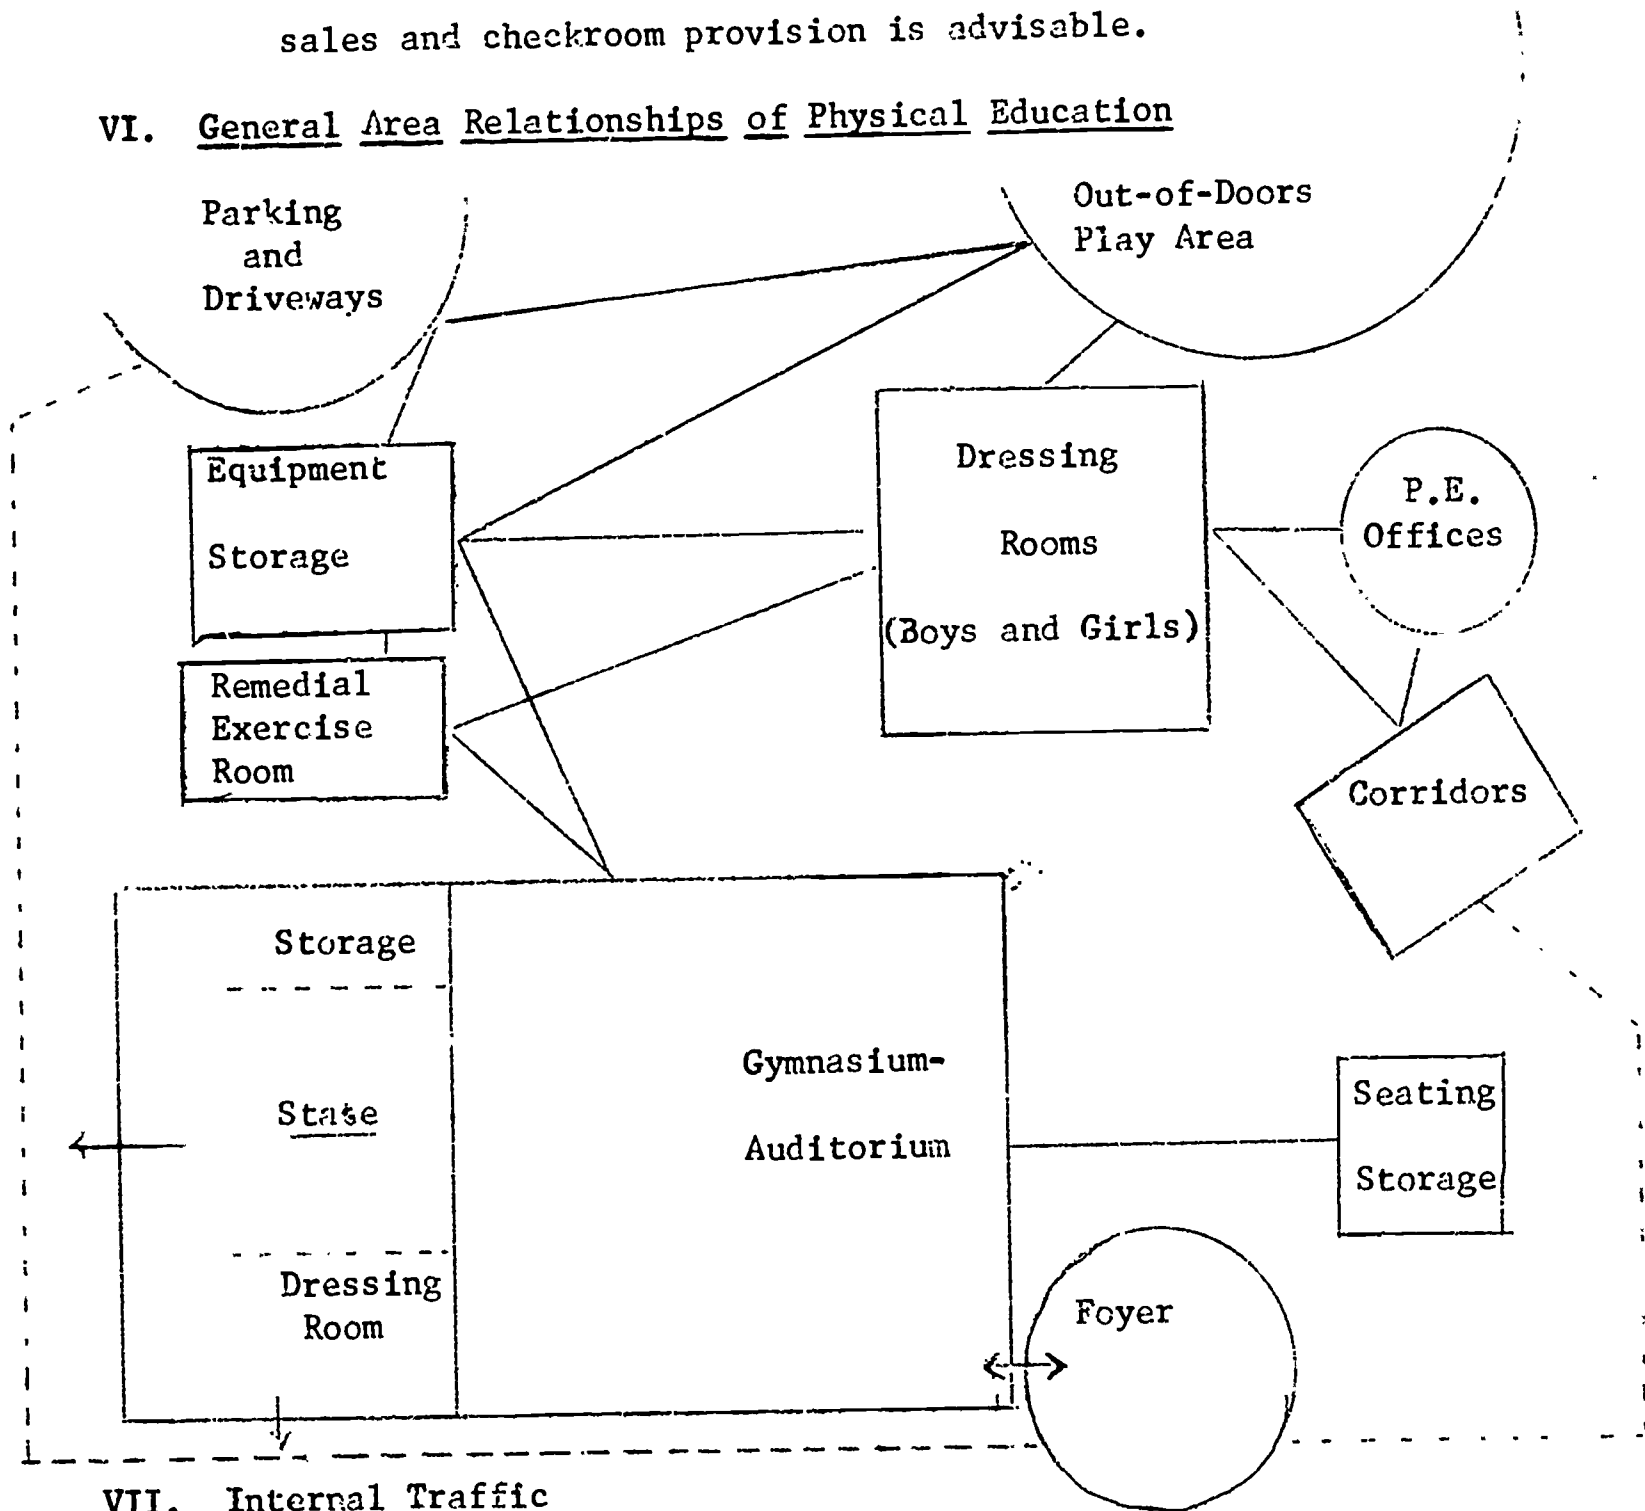 sales and checkroom provision is advisable.
VI. General Area Relationships of Physical Education
Parking
and
Driveways
Out-of-Doors
Play Area
Equipment
Storage
Dressing
Rooms
(Boys and Girls)
P.E.
Offices
Remedial
Exercise
Room
Corridors
Storage
Stage
Dressing
Room
Gymnasium-
Auditorium
Seating
Storage
Foyer
VII. Internal Traffic